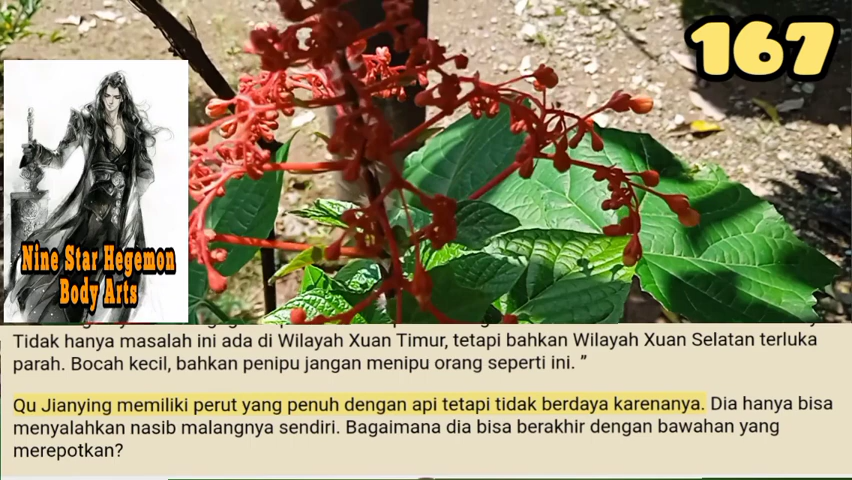 167
Nine Star Hegemon
Body Arts
Tidak hanya masalah ini ada di Wilayah Xuan Timur, tetapi bahkan Wilayah Xuan Selatan terluka
parah. Bocah kecil, bahkan penipu jangan menipu orang seperti ini. ”
Qu Jianying memiliki perut yang penuh dengan api tetapi tidak berdaya karenanya. Dia hanya bisa
menyalahkan nasib malangnya sendiri. Bagaimana dia bisa berakhir dengan bawahan yang
merepotkan?